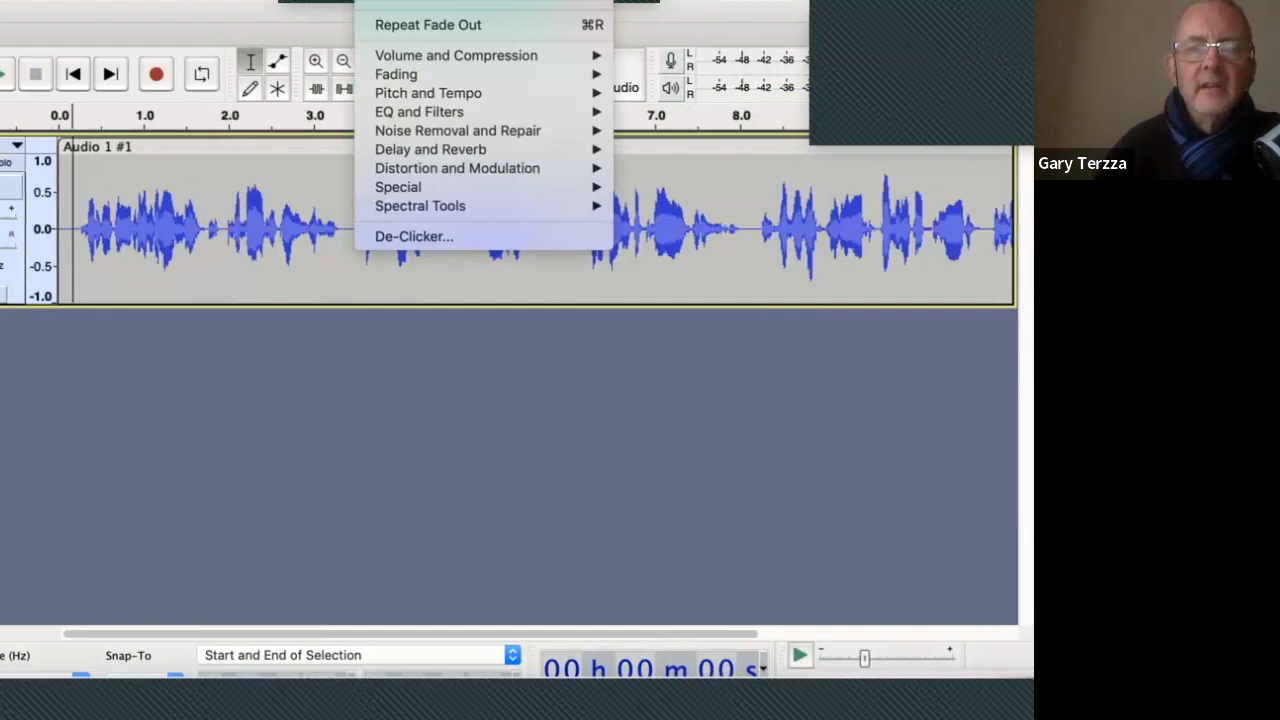 Repeat Fade Out ⌘R
Volume and Compression
Fading
Pitch and Tempo
EQ and Filters
Noise Removal and Repair
Delay and Reverb
Distortion and Modulation
Special
Spectral Tools
De-Clicker...
L
R
-54 -48 -42 -36
L
R
-54 -48 -42 -36
udio
0.0 1.0 2.0 3.0 7.0 8.0
Audio 1 #1
1.0
0.5
0.0
-0.5
-1.0
Gary Terzza
e (Hz)
Snap-To
Start and End of Selection
00 h 00 m 00 s